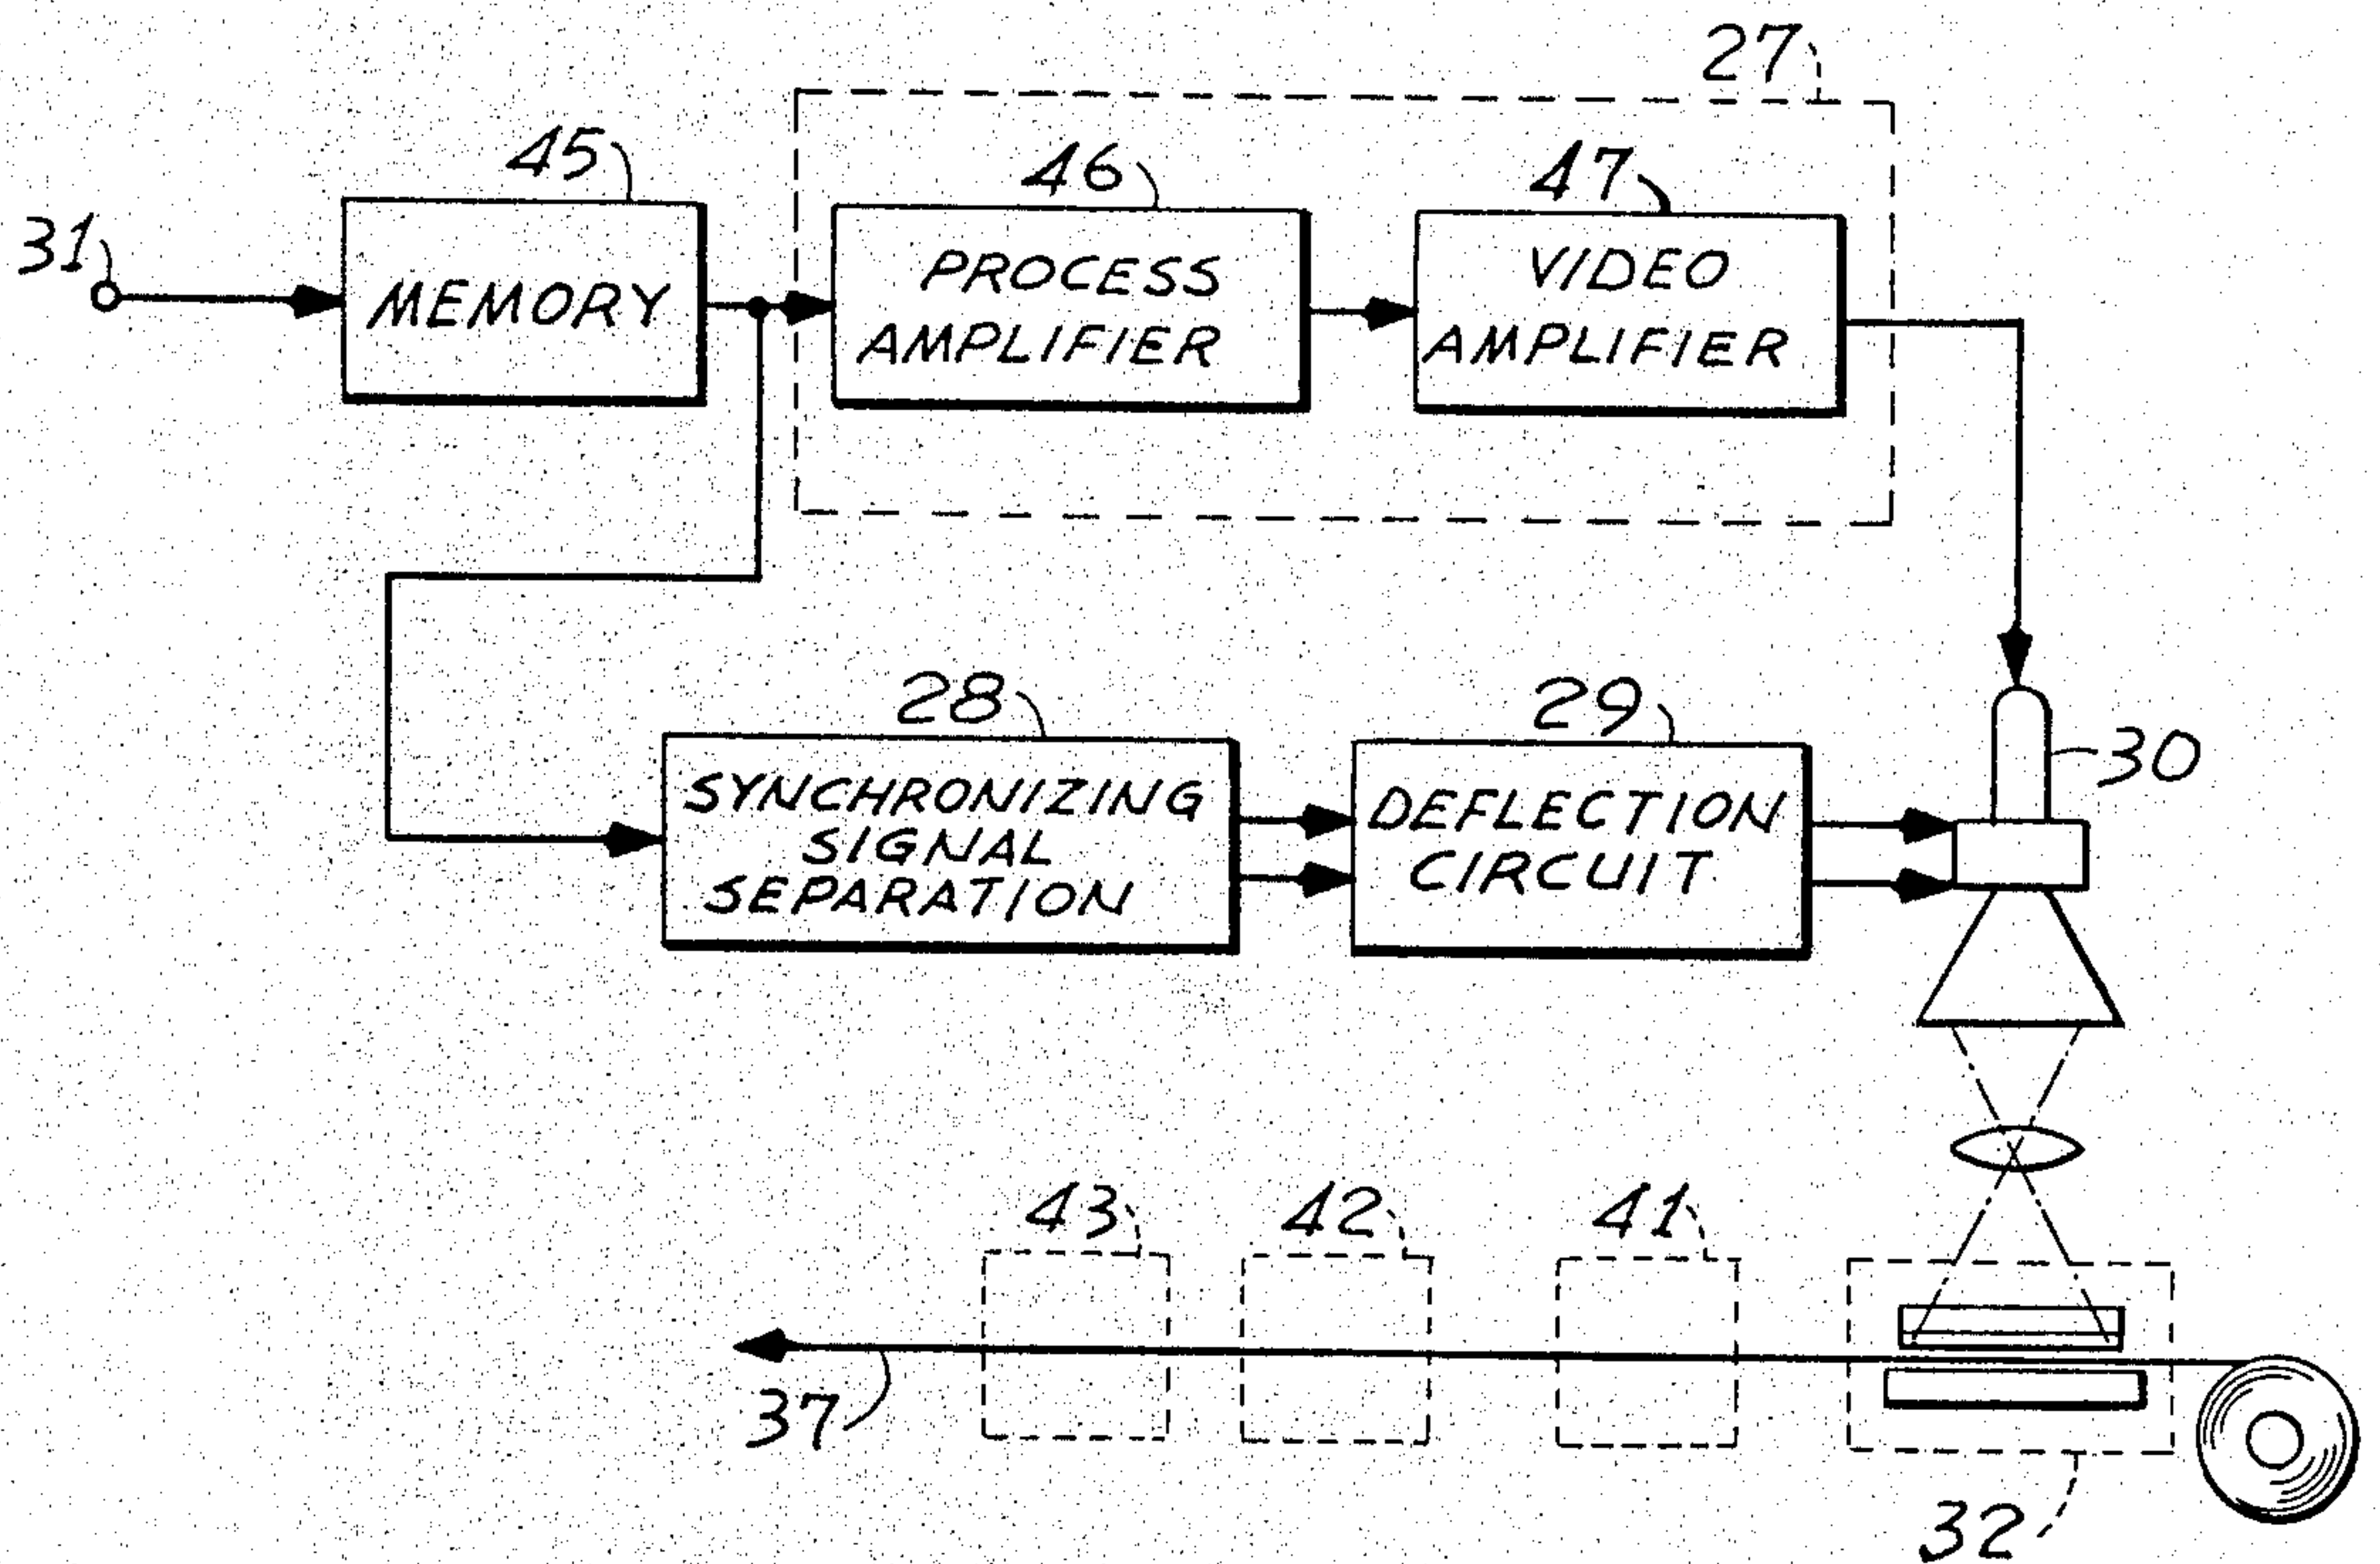 27
45
46
47
31
MEMORY
PROCESS
AMPLIFIER
VIDEO
AMPLIFIER
28
29
30
SYNCHRONIZING
SIGNAL
SEPARATION
DEFLECTION
CIRCUIT
43
42
41
37
32